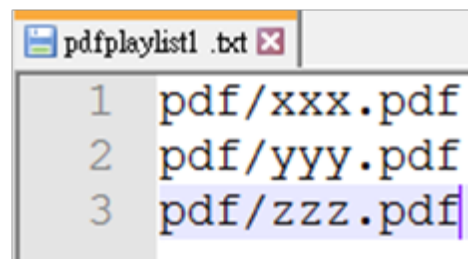 pdfplaylist1 .txt
1 pdf/xxx.pdf
2 pdf/yyy.pdf
3 pdf/zzz.pdf